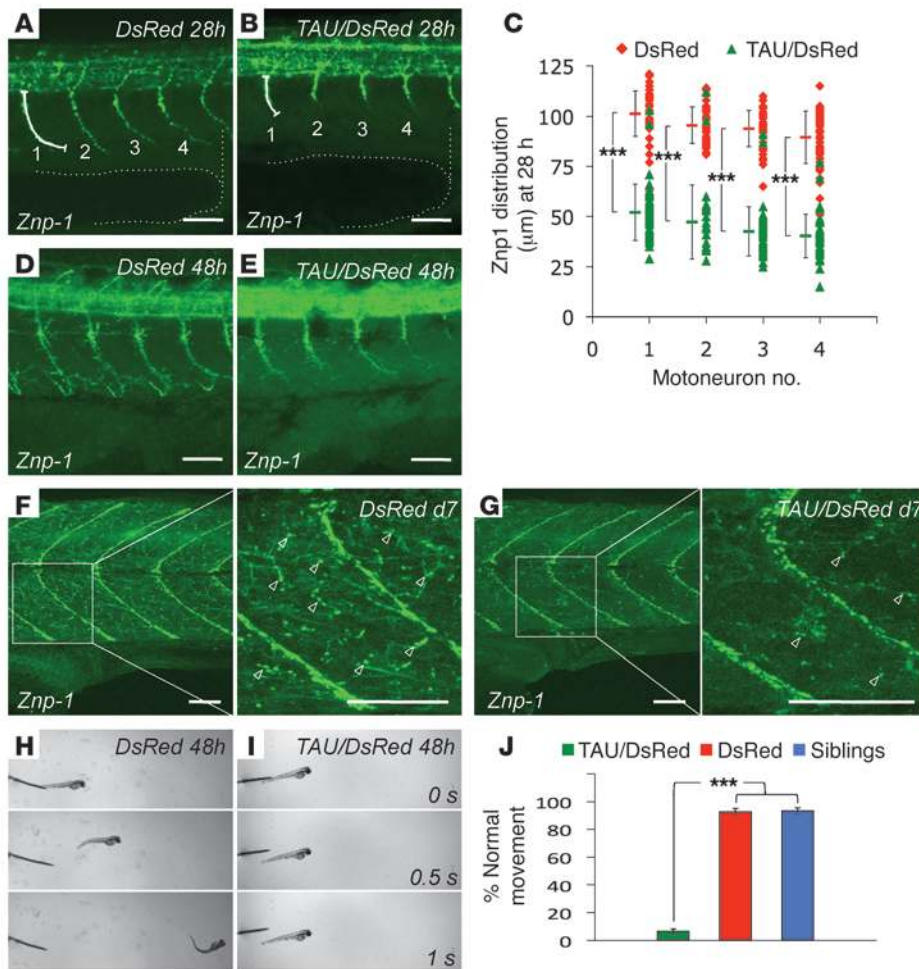 A DsRed 28h
1 2 3 4
Znp-1
B TAU/DsRed 28h
1 2 3 4
Znp-1
C
DsRed TAU/DsRed
Znp1 distribution
(μm) at 28 h
125
100
75
50
25
0
*** *** *** ***
0 1 2 3 4
Motoneuron no.
D DsRed 48h
Znp-1
E TAU/DsRed 48h
Znp-1
F DsRed d7
Znp-1
G TAU/DsRed d7
Znp-1
H DsRed 48h
I TAU/DsRed 48h
0 s
0.5 s
1 s
J
TAU/DsRed DsRed Siblings
% Normal
movement
100
80
60
40
20
0
***